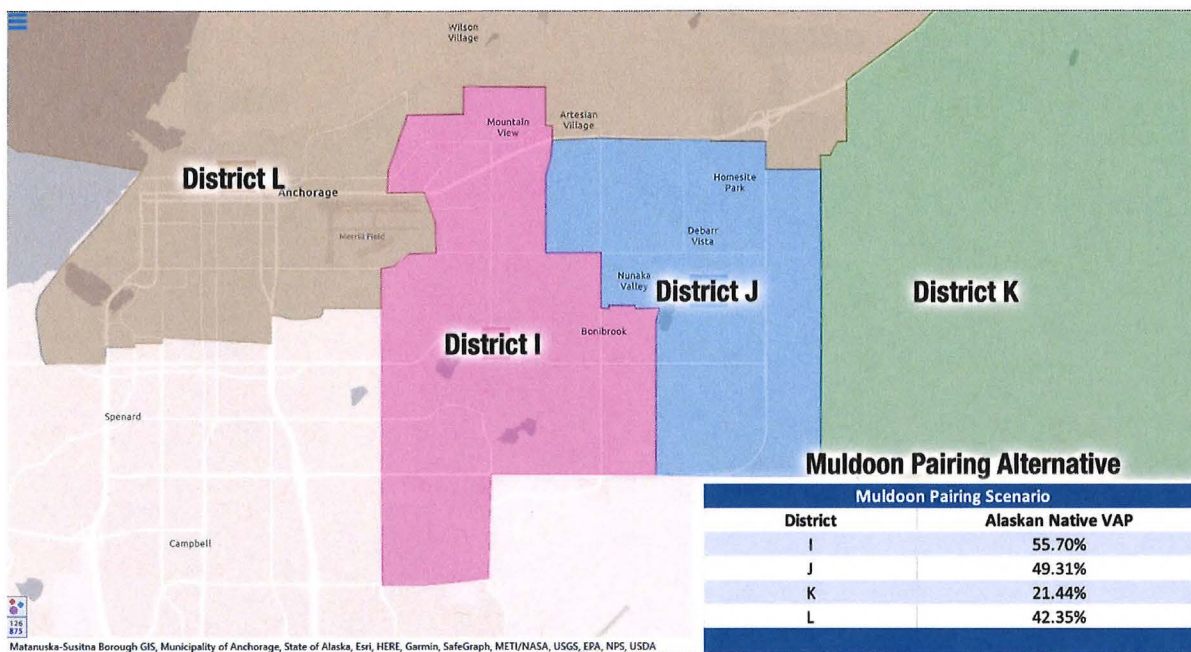 Wilson
Village
Mountain
View
Artesian
Village
District L
Anchorage
Homesite
Park
Merrill Field
Debarr
Vista
Nunaka
Valley
District J
District K
District I
Bonibrook
Spenard
Campbell
Muldoon Pairing Alternative
Muldoon Pairing Scenario
District Alaskan Native VAP
I 55.70%
J 49.31%
K 21.44%
L 42.35%
126
875
Matanuska-Susitna Borough GIS, Municipality of Anchorage, State of Alaska, Esri, HERE, Garmin, SafeGraph, METI/NASA, USGS, EPA, NPS, USDA